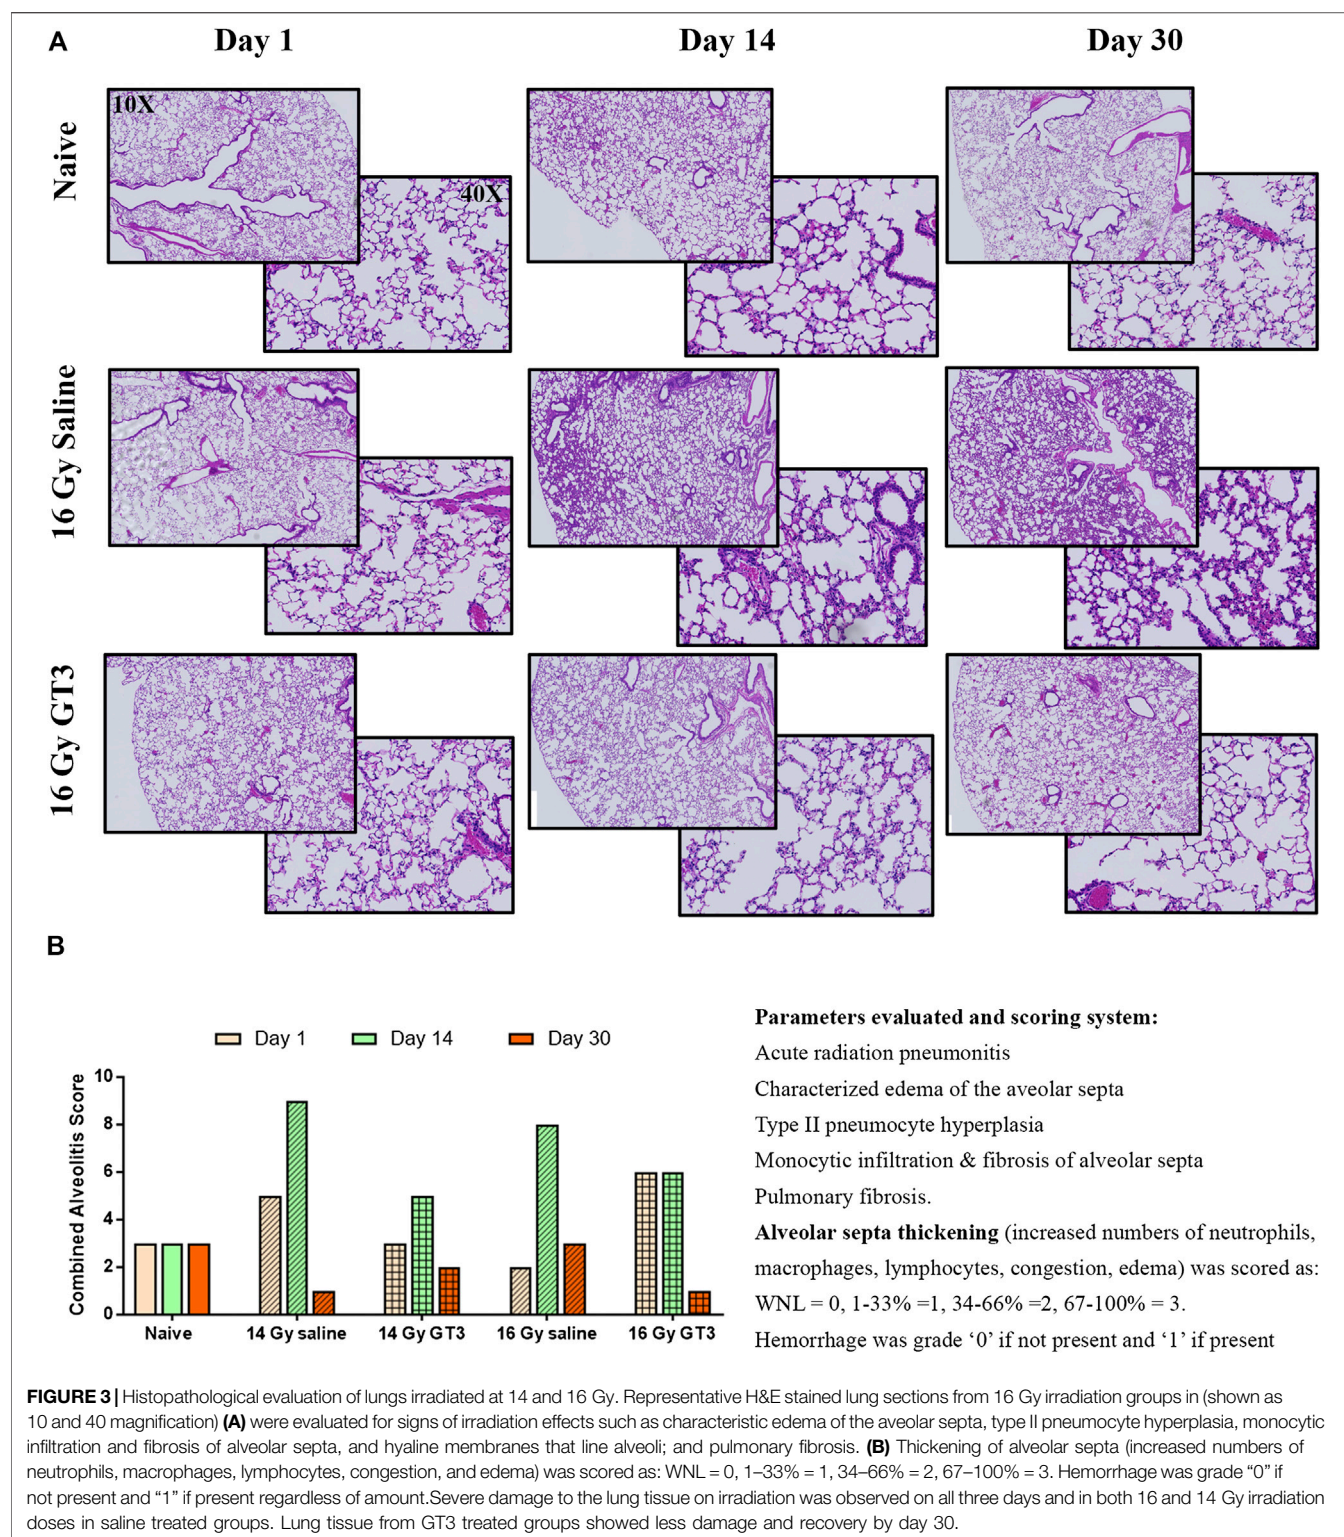 A
Day 1
Day 14
Day 30
Naive
10X
40X
16 Gy Saline
16 Gy GT3
B
Day 1
Day 14
Day 30
Combined Alveolitis Score
10
8
6
4
2
0
Naive
14 Gy saline
14 Gy GT3
16 Gy saline
16 Gy GT3
Parameters evaluated and scoring system:
Acute radiation pneumonitis
Characterized edema of the aveolar septa
Type II pneumocyte hyperplasia
Monocytic infiltration & fibrosis of alveolar septa
Pulmonary fibrosis.
Alveolar septa thickening (increased numbers of neutrophils,
macrophages, lymphocytes, congestion, edema) was scored as:
WNL = 0, 1-33% =1, 34-66% =2, 67-100% = 3.
Hemorrhage was grade ‘0’ if not present and ‘1’ if present
FIGURE 3 | Histopathological evaluation of lungs irradiated at 14 and 16 Gy. Representative H&E stained lung sections from 16 Gy irradiation groups in (shown as
10 and 40 magnification) (A) were evaluated for signs of irradiation effects such as characteristic edema of the aveolar septa, type II pneumocyte hyperplasia, monocytic
infiltration and fibrosis of alveolar septa, and hyaline membranes that line alveoli; and pulmonary fibrosis. (B) Thickening of alveolar septa (increased numbers of
neutrophils, macrophages, lymphocytes, congestion, and edema) was scored as: WNL = 0, 1–33% = 1, 34–66% = 2, 67–100% = 3. Hemorrhage was grade “0” if
not present and “1” if present regardless of amount.Severe damage to the lung tissue on irradiation was observed on all three days and in both 16 and 14 Gy irradiation
doses in saline treated groups. Lung tissue from GT3 treated groups showed less damage and recovery by day 30.